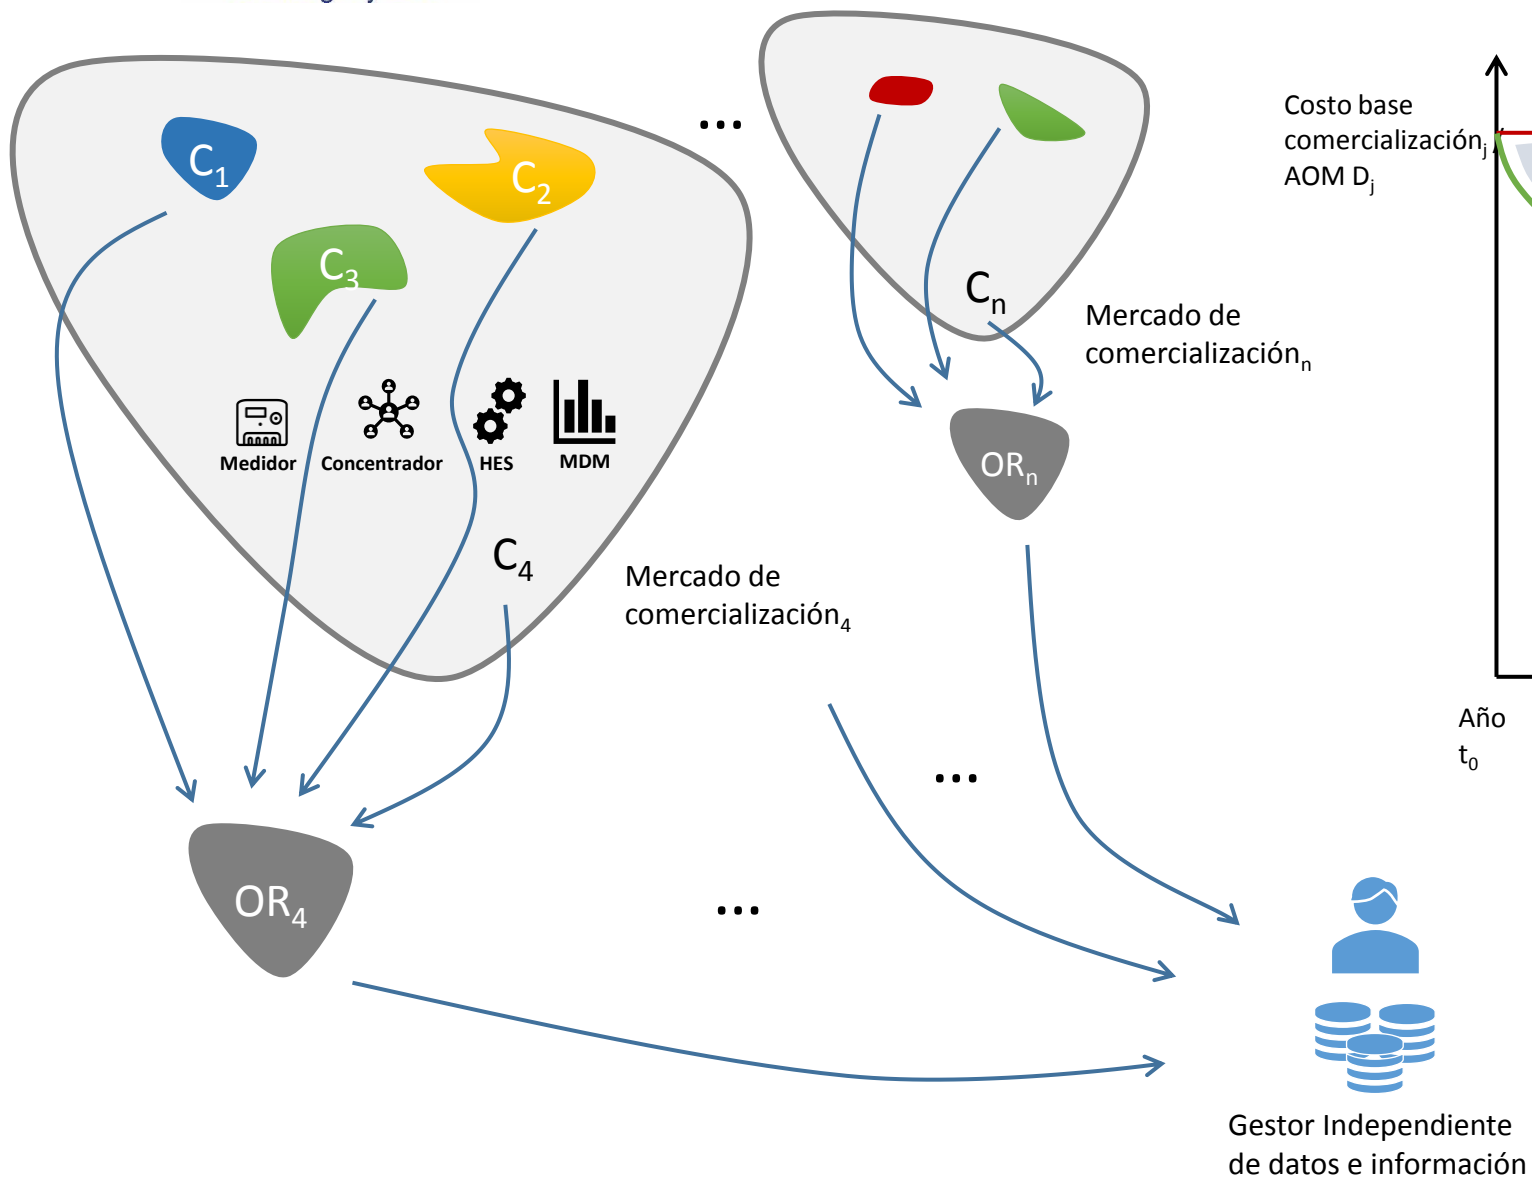 ...
C1
C2
C3
Medidor
Concentrador
HES
MDM
C4
Mercado de
comercialización4
OR4
Cn
Mercado de
comercializaciónn
ORn
...
...
Costo base
comercializaciónj /
AOM Dj
Año
t0
Gestor Independiente
de datos e información